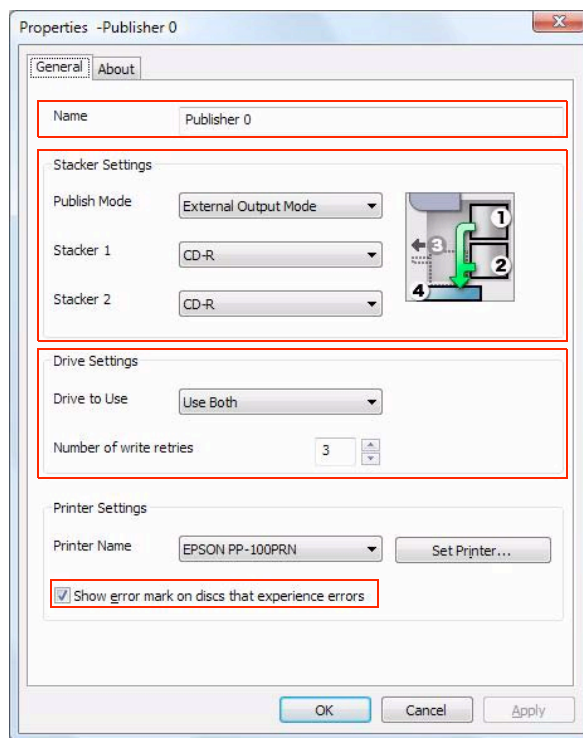 Properties -Publisher 0
General About
Name Publisher 0
Stacker Settings
Publish Mode External Output Mode
Stacker 1 CD-R
Stacker 2 CD-R
1
3
2
4
Drive Settings
Drive to Use Use Both
Number of write retries 3
Printer Settings
Printer Name EPSON PP-100PRN Set Printer...
Show error mark on discs that experience errors
OK Cancel Apply